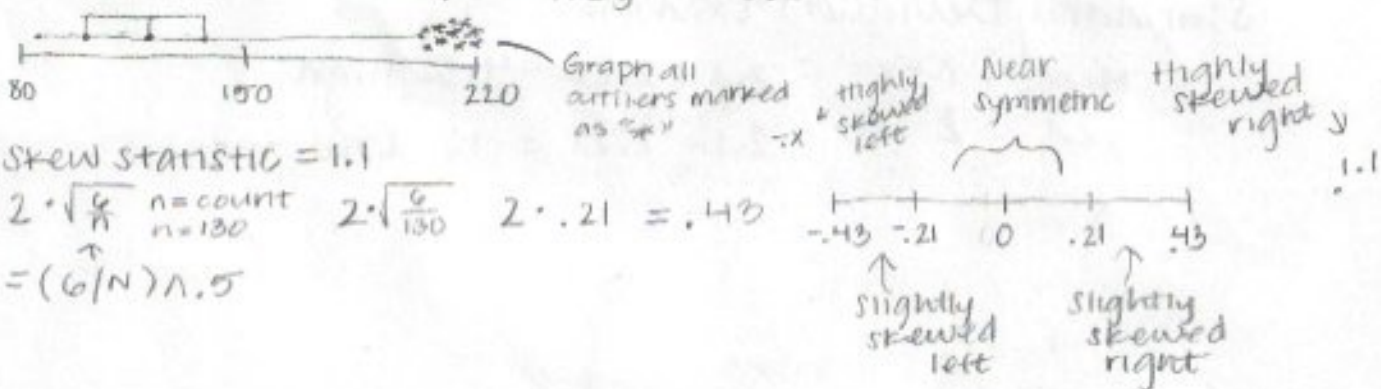 80 150 220
Graph all
outliers marked
as "*"
skew statistic = 1.1
2 · √6/n n = count 2 · √6/130 2 · .21 = .43
n = 130
= (6/N)^.5
-x Highly
skewed
left
Near
symmetric
Highly
skewed
right
1.1
-.43 -.21 0 .21 .43
slightly
skewed
left
slightly
skewed
right